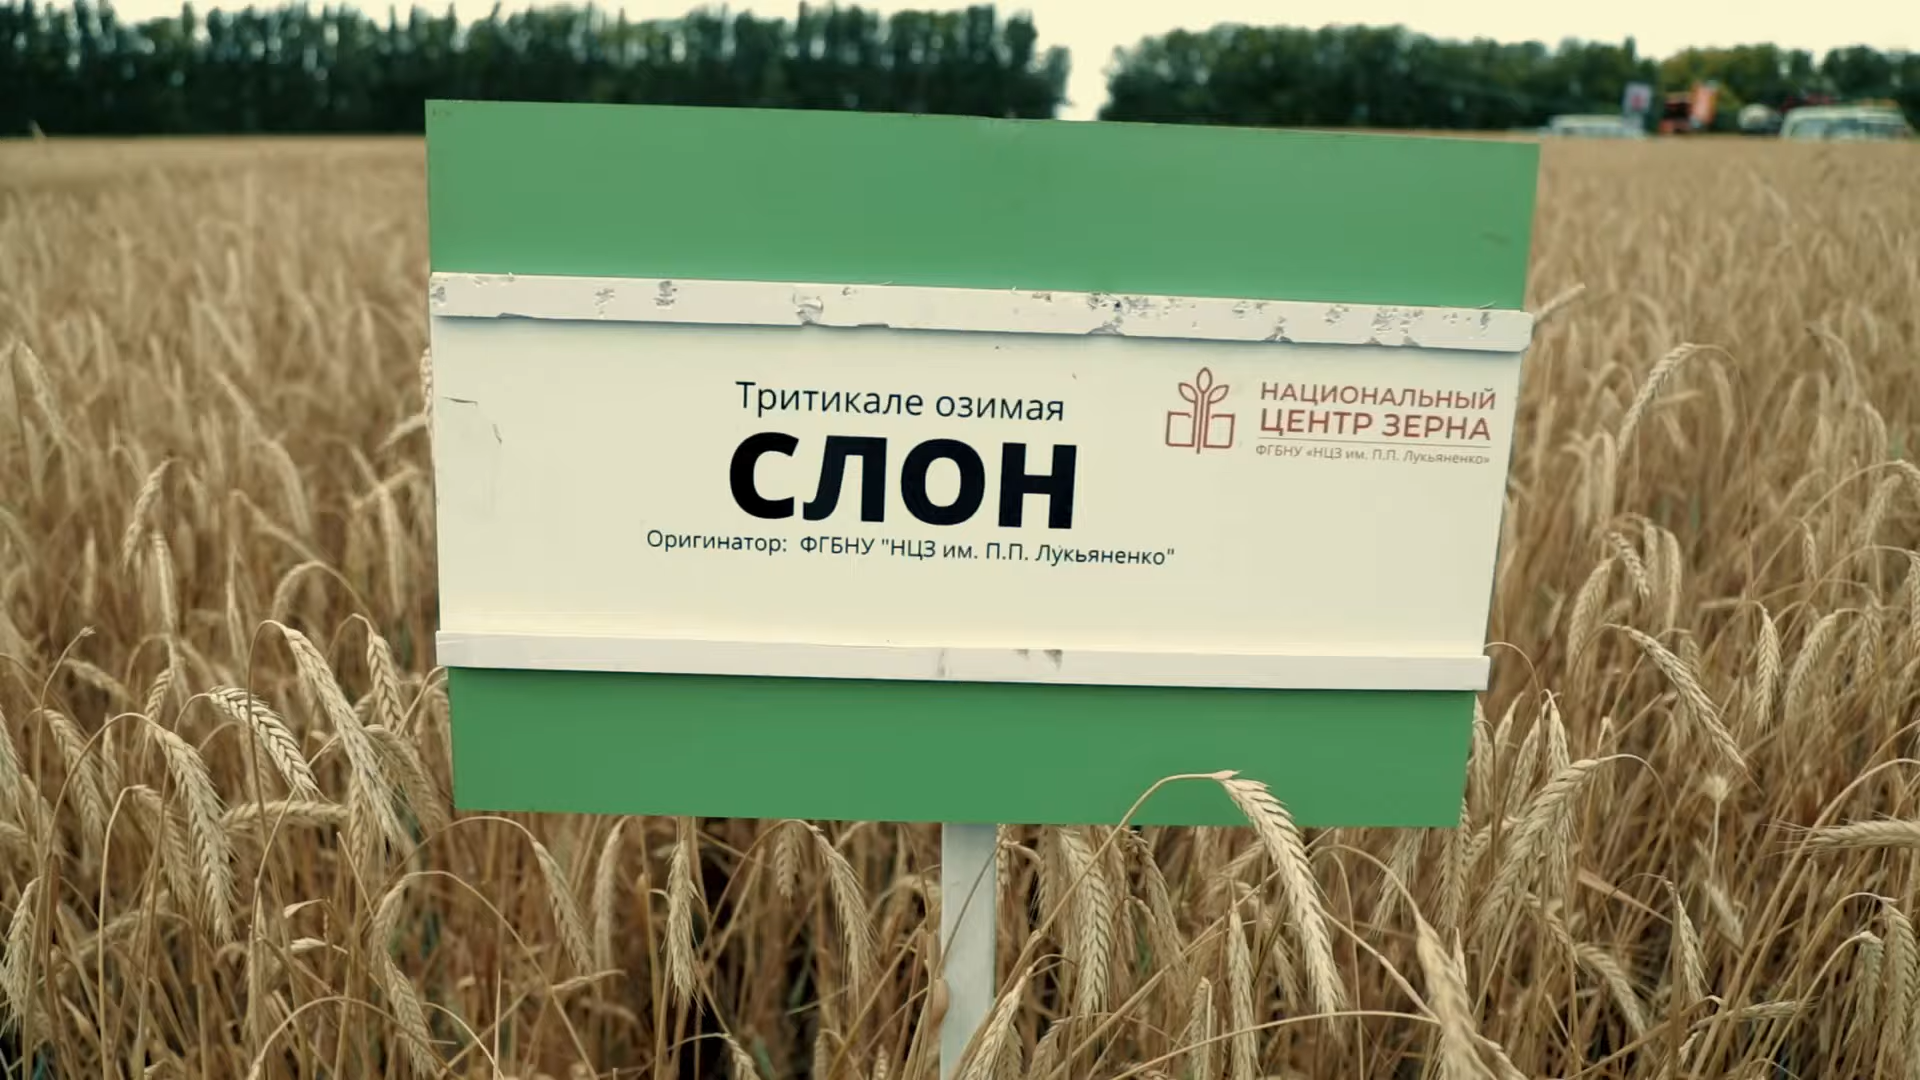 Тритикале озимая
СЛОН
Оригинатор: ФГБНУ "НЦЗ им. П.П. Лукьяненко"
НАЦИОНАЛЬНЫЙ
ЦЕНТР ЗЕРНА
ФГБНУ «НЦЗ им. П.П. Лукьяненко»